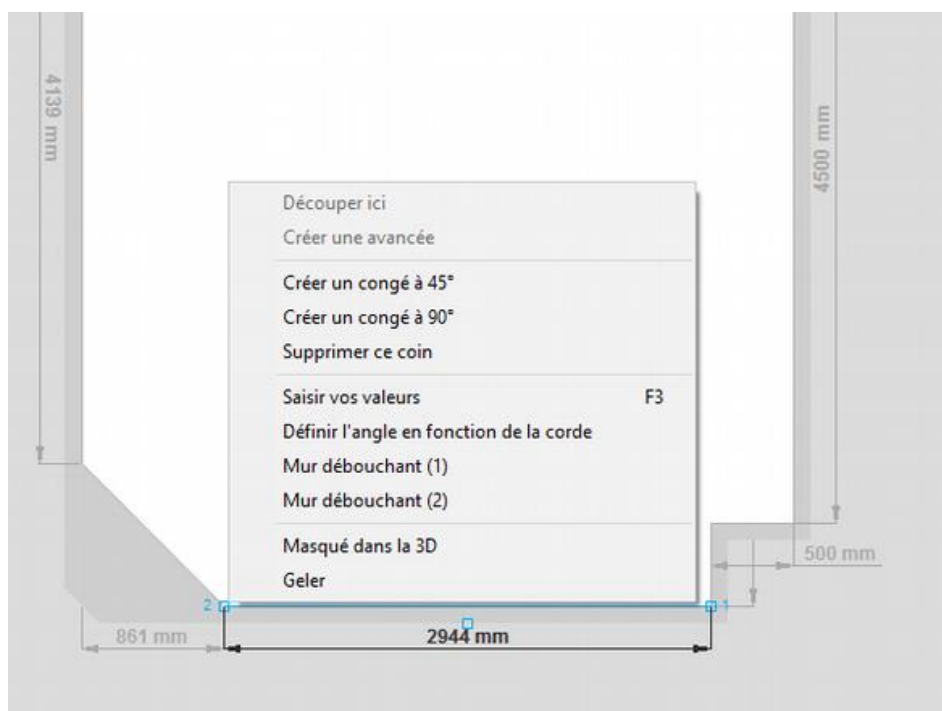 4139 mm
4500 mm
Découper ici
Créer une avancée
Créer un congé à 45°
Créer un congé à 90°
Supprimer ce coin
Saisir vos valeurs F3
Définir l'angle en fonction de la corde
Mur débouchant (1)
Mur débouchant (2)
Masqué dans la 3D
Geler
500 mm
2 1
861 mm 2944 mm